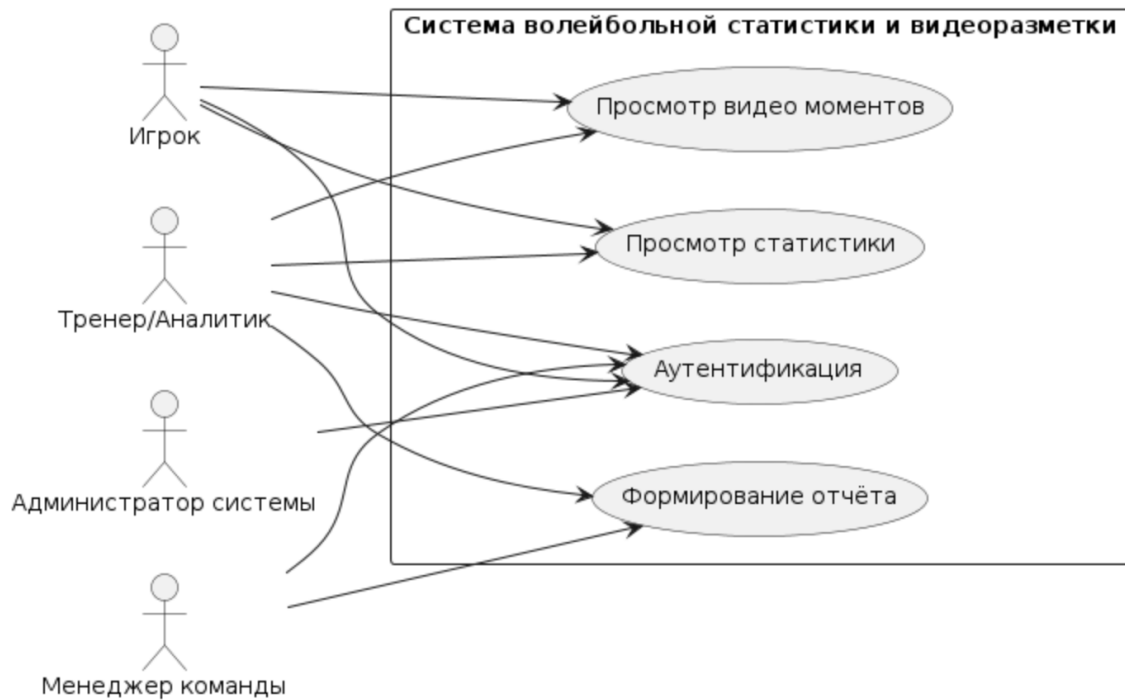 Система волейбольной статистики и видеоразметки
Игрок
Просмотр видео моментов
Тренер/Аналитик
Просмотр статистики
Аутентификация
Администратор системы
Формирование отчёта
Менеджер команды